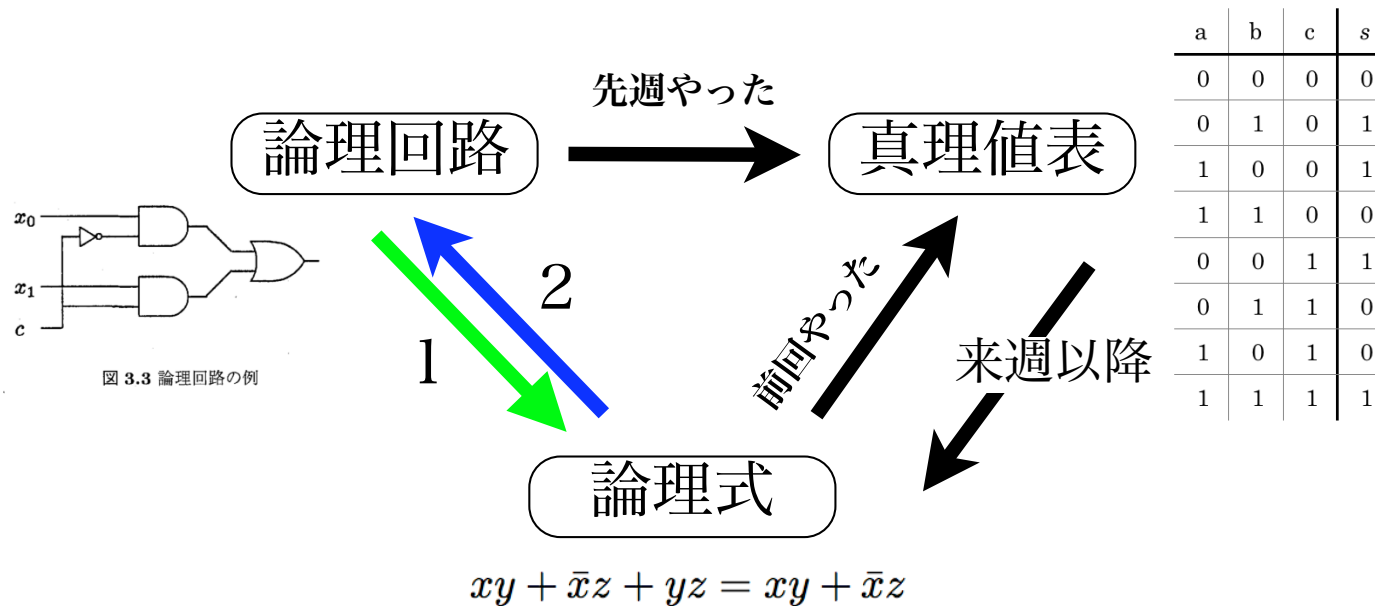 先週やった
論理回路
真理値表
x₀
x₁
c
図 3.3 論理回路の例
1
2
前回やった
来週以降
論理式
xy + x̄z + yz = xy + x̄z
a b c s
0 0 0 0
0 1 0 1
1 0 0 1
1 1 0 0
0 0 1 1
0 1 1 0
1 0 1 0
1 1 1 1